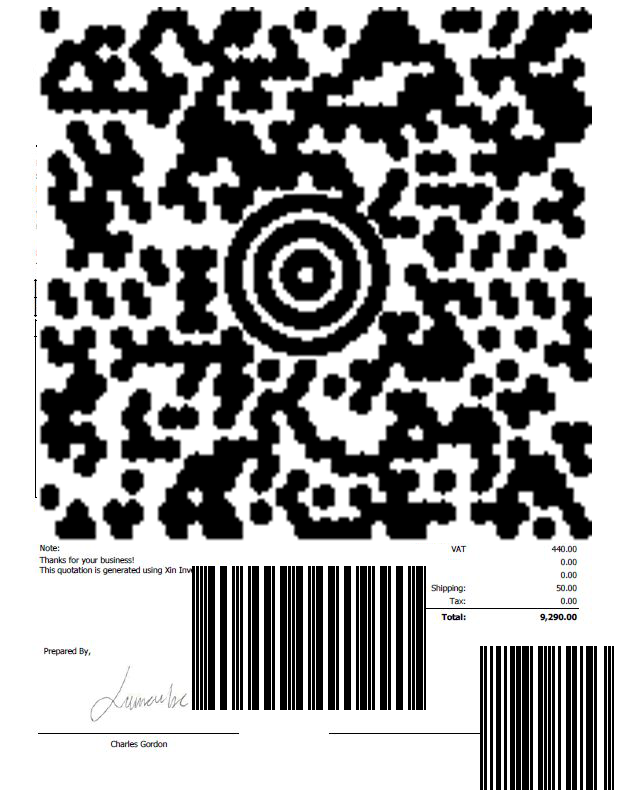 Note:
VAT 440.00
Thanks for your business!
0.00
This quotation is generated using Xin
0.00
Shipping: 50.00
Tax: 0.00
Total: 9,290.00
Prepared By,
Charles Gordon